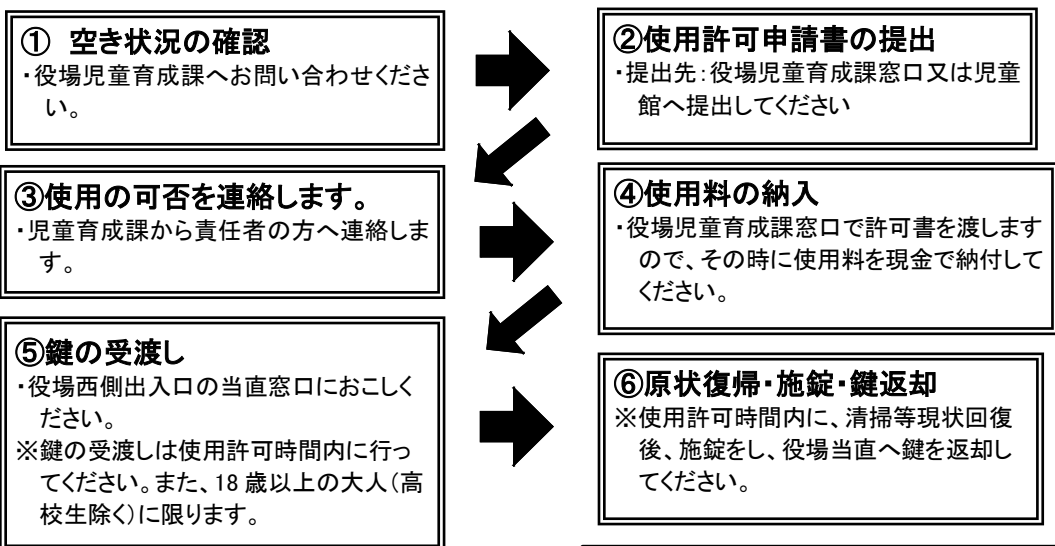 ① 空き状況の確認
・役場児童育成課へお問い合わせくださ
い。
②使用許可申請書の提出
・提出先:役場児童育成課窓口又は児童
館へ提出してください
③使用の可否を連絡します。
・児童育成課から責任者の方へ連絡しま
す。
④使用料の納入
・役場児童育成課窓口で許可書を渡します
ので、その時に使用料を現金で納付して
ください。
⑤鍵の受渡し
・役場西側出入口の当直窓口におこしく
ださい。
※鍵の受渡しは使用許可時間内に行っ
てください。また、18 歳以上の大人(高
校生除く)に限ります。
⑥原状復帰・施錠・鍵返却
※使用許可時間内に、清掃等現状回復
後、施錠をし、役場当直へ鍵を返却し
てください。